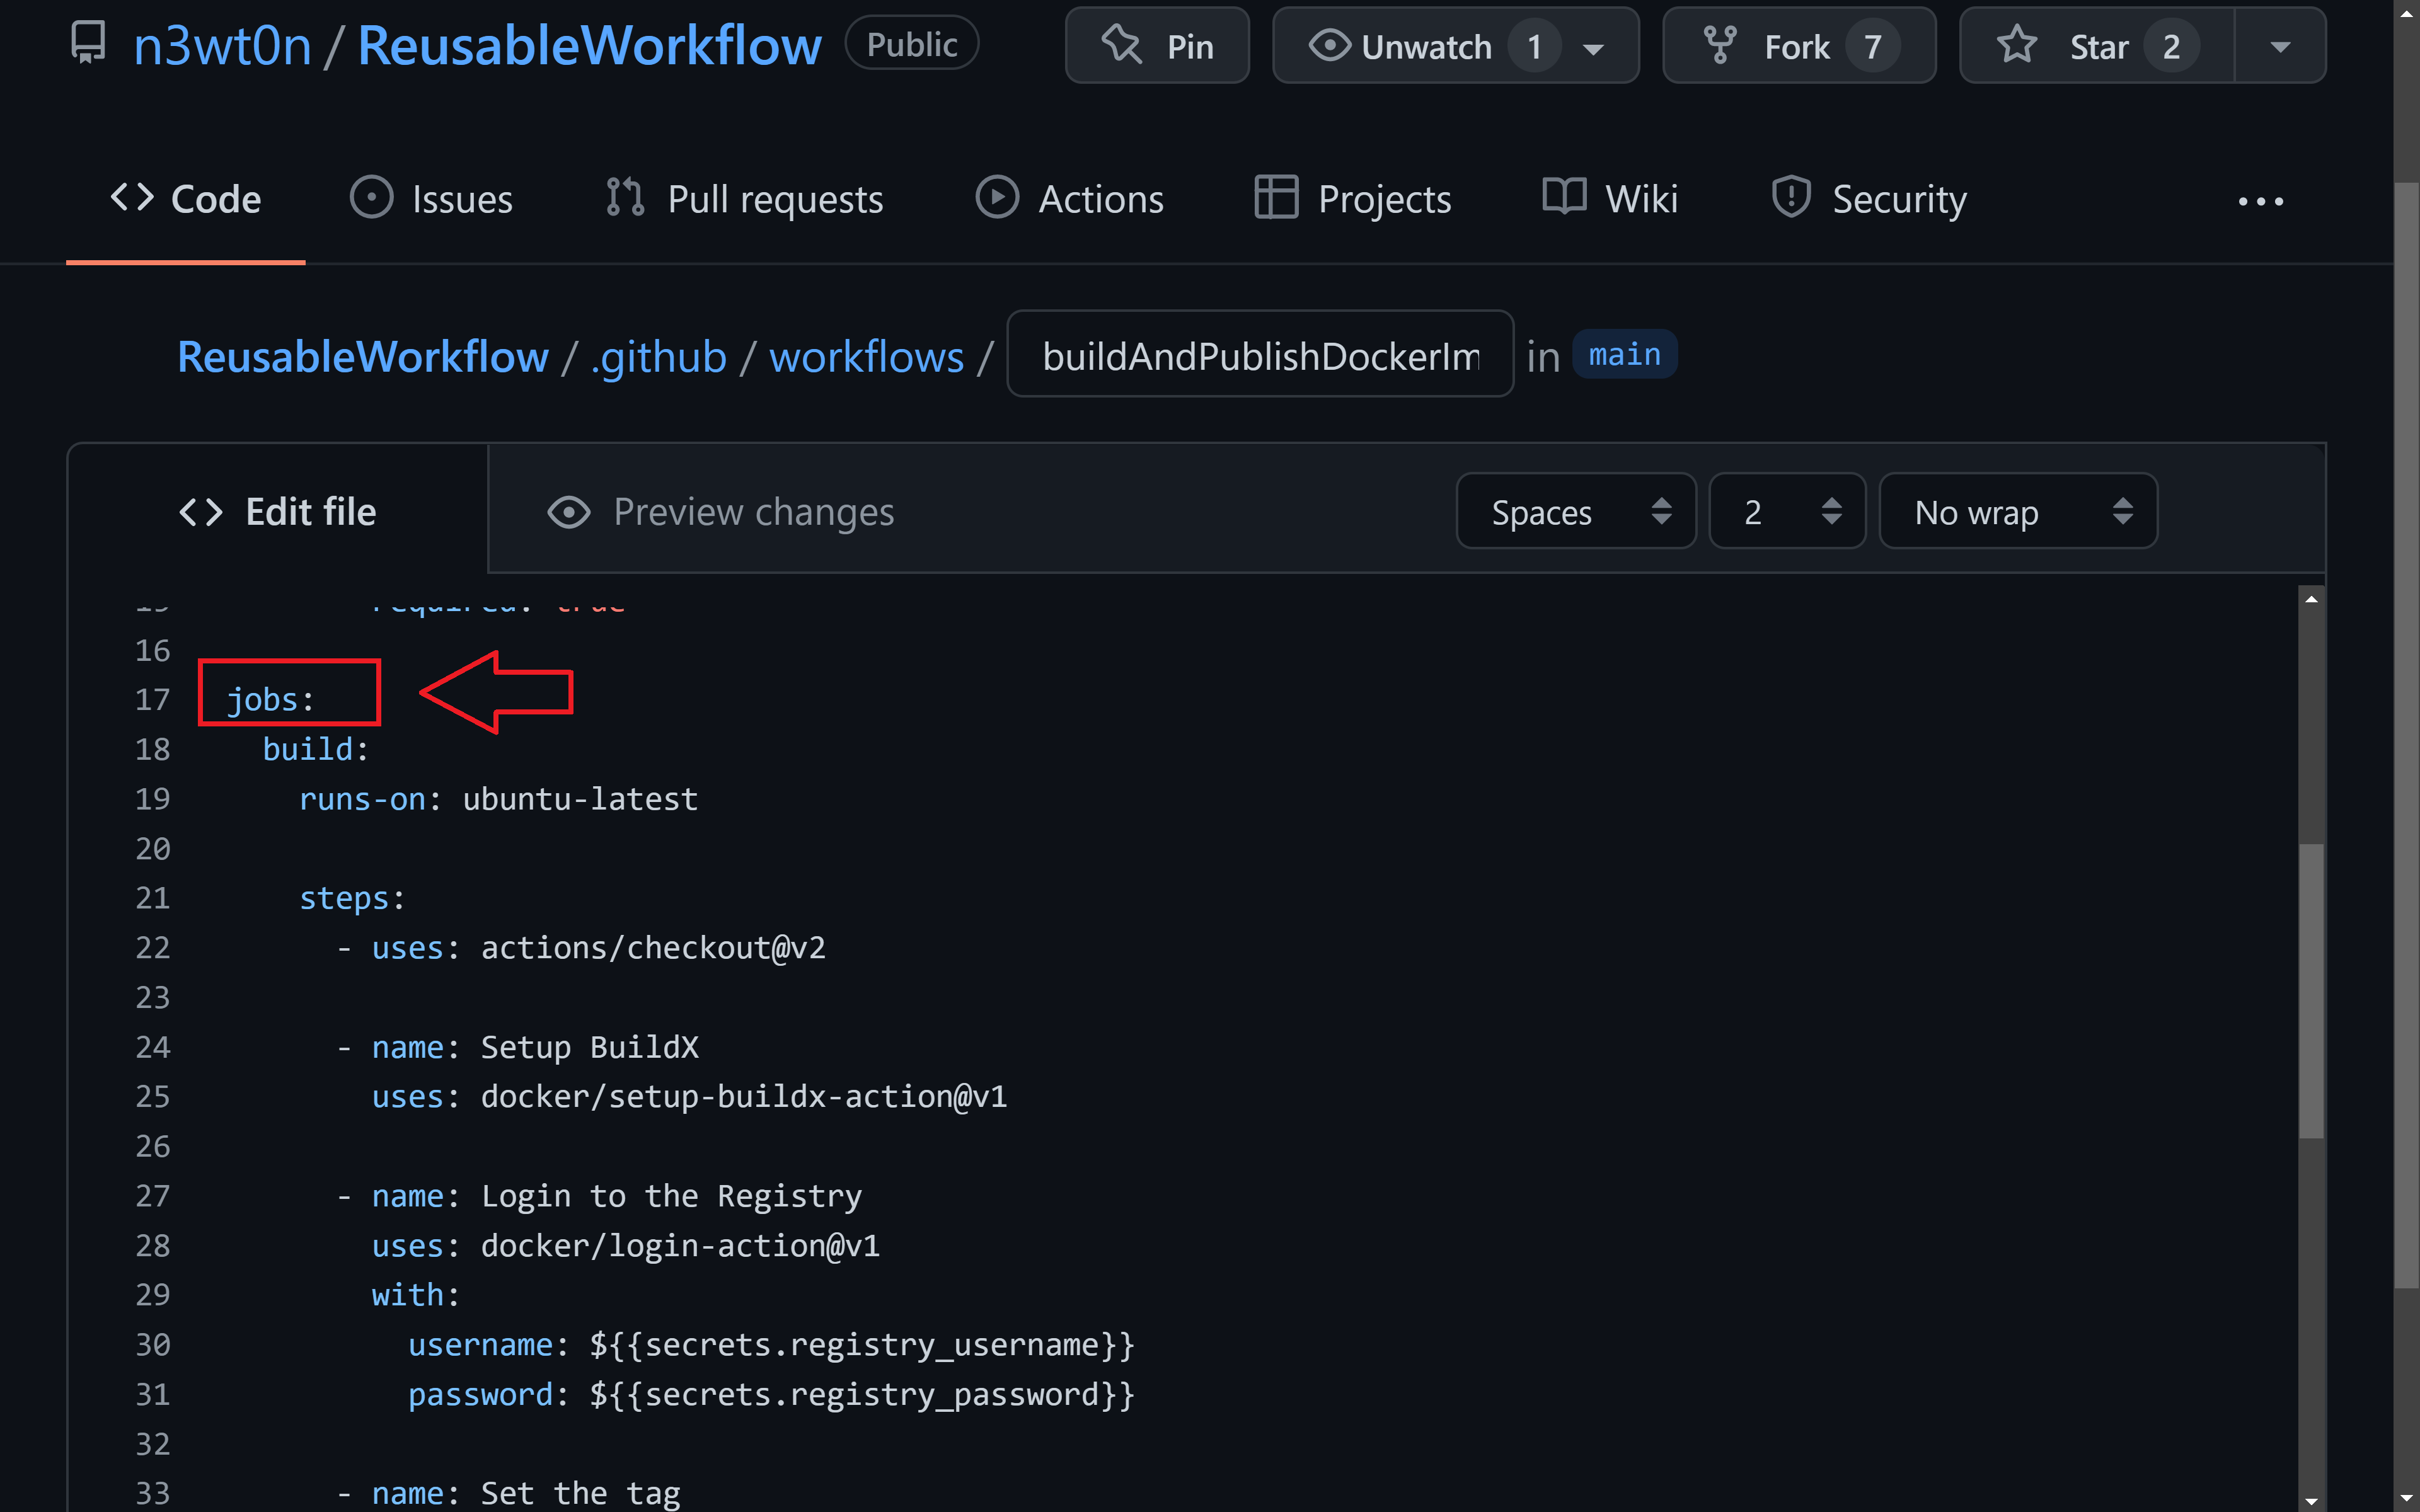 n3wt0n / ReusableWorkflow Public Pin Unwatch 1 Fork 7 Star 2
Code Issues Pull requests Actions Projects Wiki Security ...
ReusableWorkflow / .github / workflows / buildAndPublishDockerIm in main
Edit file Preview changes Spaces 2 No wrap
15 required: true
16
17 jobs:
18 build:
19 runs-on: ubuntu-latest
20
21 steps:
22 - uses: actions/checkout@v2
23
24 - name: Setup BuildX
25 uses: docker/setup-buildx-action@v1
26
27 - name: Login to the Registry
28 uses: docker/login-action@v1
29 with:
30 username: ${{secrets.registry_username}}
31 password: ${{secrets.registry_password}}
32
33 - name: Set the tag